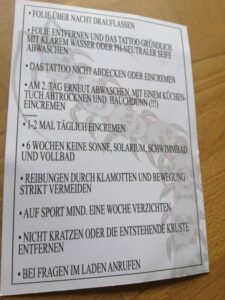 • FOLIE ÜBER NACHT DRAUFLASSEN
• FOLIE ENTFERNEN UND DAS TATTOO GRÜNDLICH
MIT KLAREM WASSER ODER PH-NEUTRALER SEIFE
ABWASCHEN
• DAS TATTOO NICHT ABDECKEN ODER EINCREMEN
• AM 2. TAG ERNEUT ABWASCHEN, MIT EINEM KÜCHEN-
TUCH ABTROCKNEN UND HAUCHDÜNN (!!!)
EINCREMEN
• 1-2 MAL TÄGLICH EINCREMEN
• 6 WOCHEN KEINE SONNE, SOLARIUM, SCHWIMMBAD
UND VOLLBAD
• REIBUNGEN DURCH KLAMOTTEN UND BEWEGUNG
STRIKT VERMEIDEN
• AUF SPORT MIND. EINE WOCHE VERZICHTEN
• NICHT KRATZEN ODER DIE ENTSTEHENDE KRUSTE
ENTFERNEN
• BEI FRAGEN IM LADEN ANRUFEN